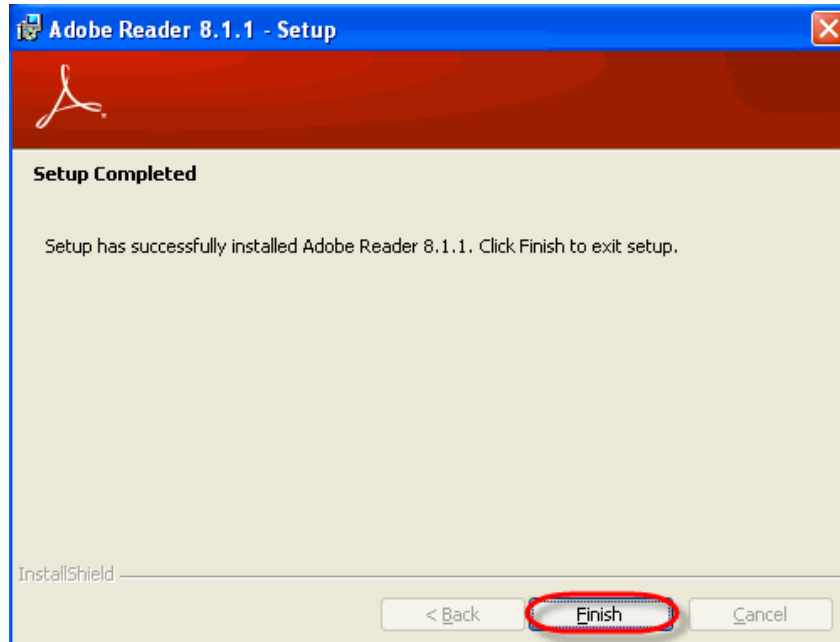 Adobe Reader 8.1.1 - Setup
Setup Completed
Setup has successfully installed Adobe Reader 8.1.1. Click Finish to exit setup.
InstallShield
< Back Finish Cancel